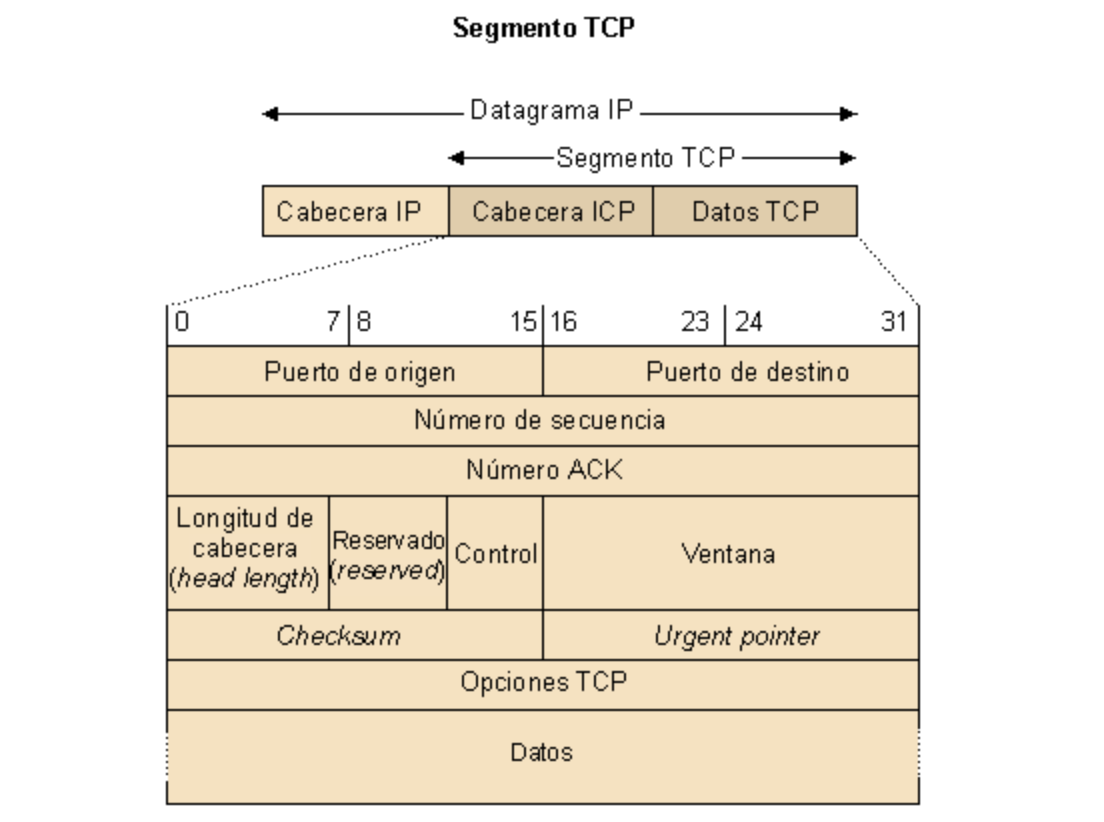 Segmento TCP
Datagrama IP
Segmento TCP
Cabecera IP Cabecera ICP Datos TCP
0 7 8 15 16 23 24 31
Puerto de origen Puerto de destino
Número de secuencia
Número ACK
Longitud de
cabecera
(head length)
Reservado
(reserved)
Control
Ventana
Checksum Urgent pointer
Opciones TCP
Datos